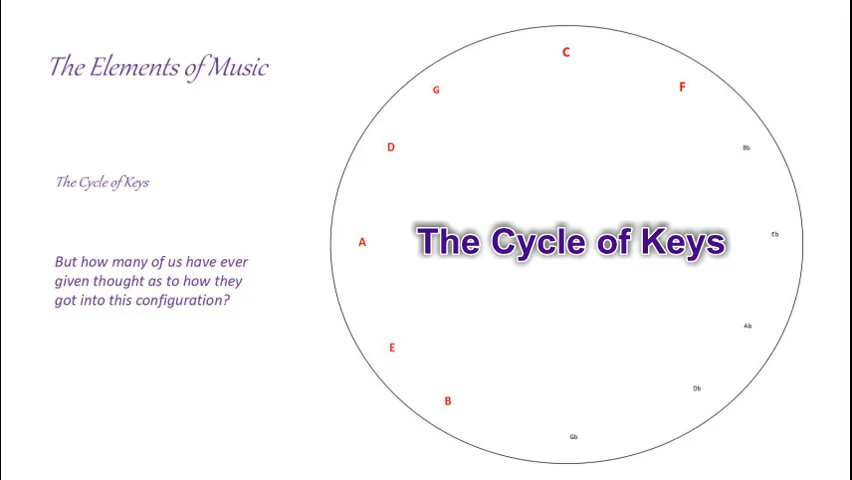 The Elements of Music
The Cycle of Keys
But how many of us have ever
given thought as to how they
got into this configuration?
C
F
G
Bb
D
Eb
A
The Cycle of Keys
Ab
E
Db
B
Gb